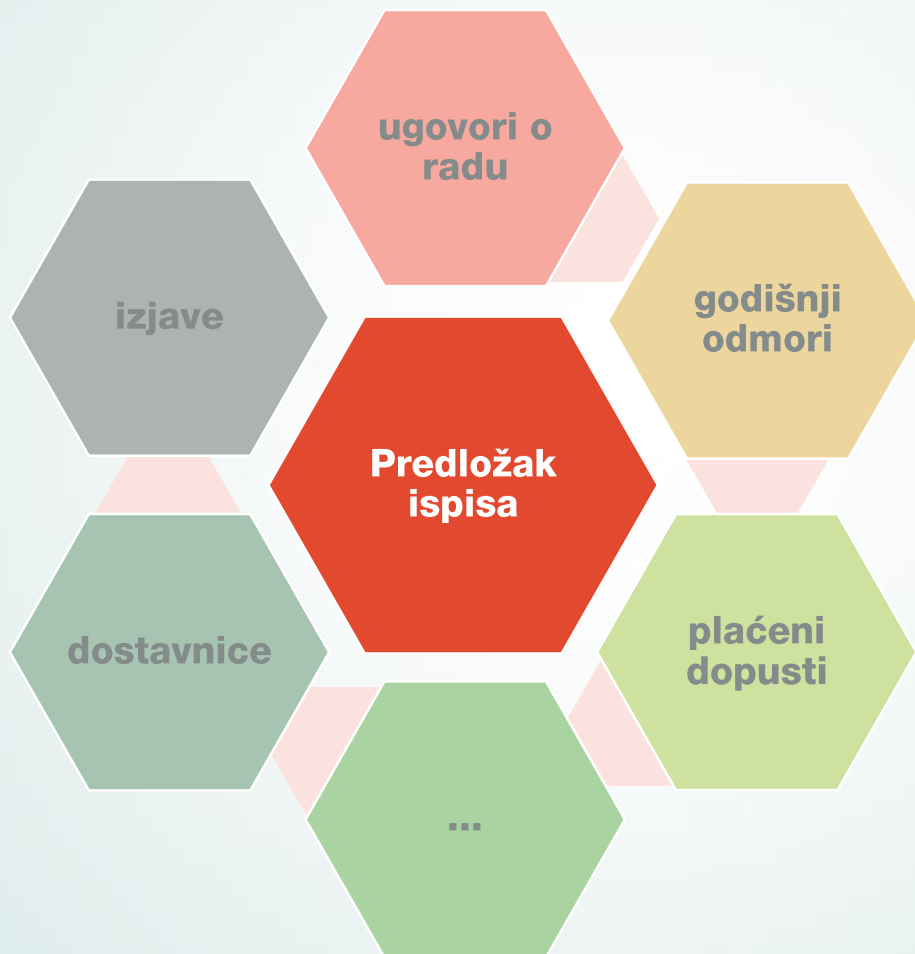 ugovori o
radu
izjave
godišnji
odmori
Predložak
ispisa
dostavnice
plaćeni
dopusti
...